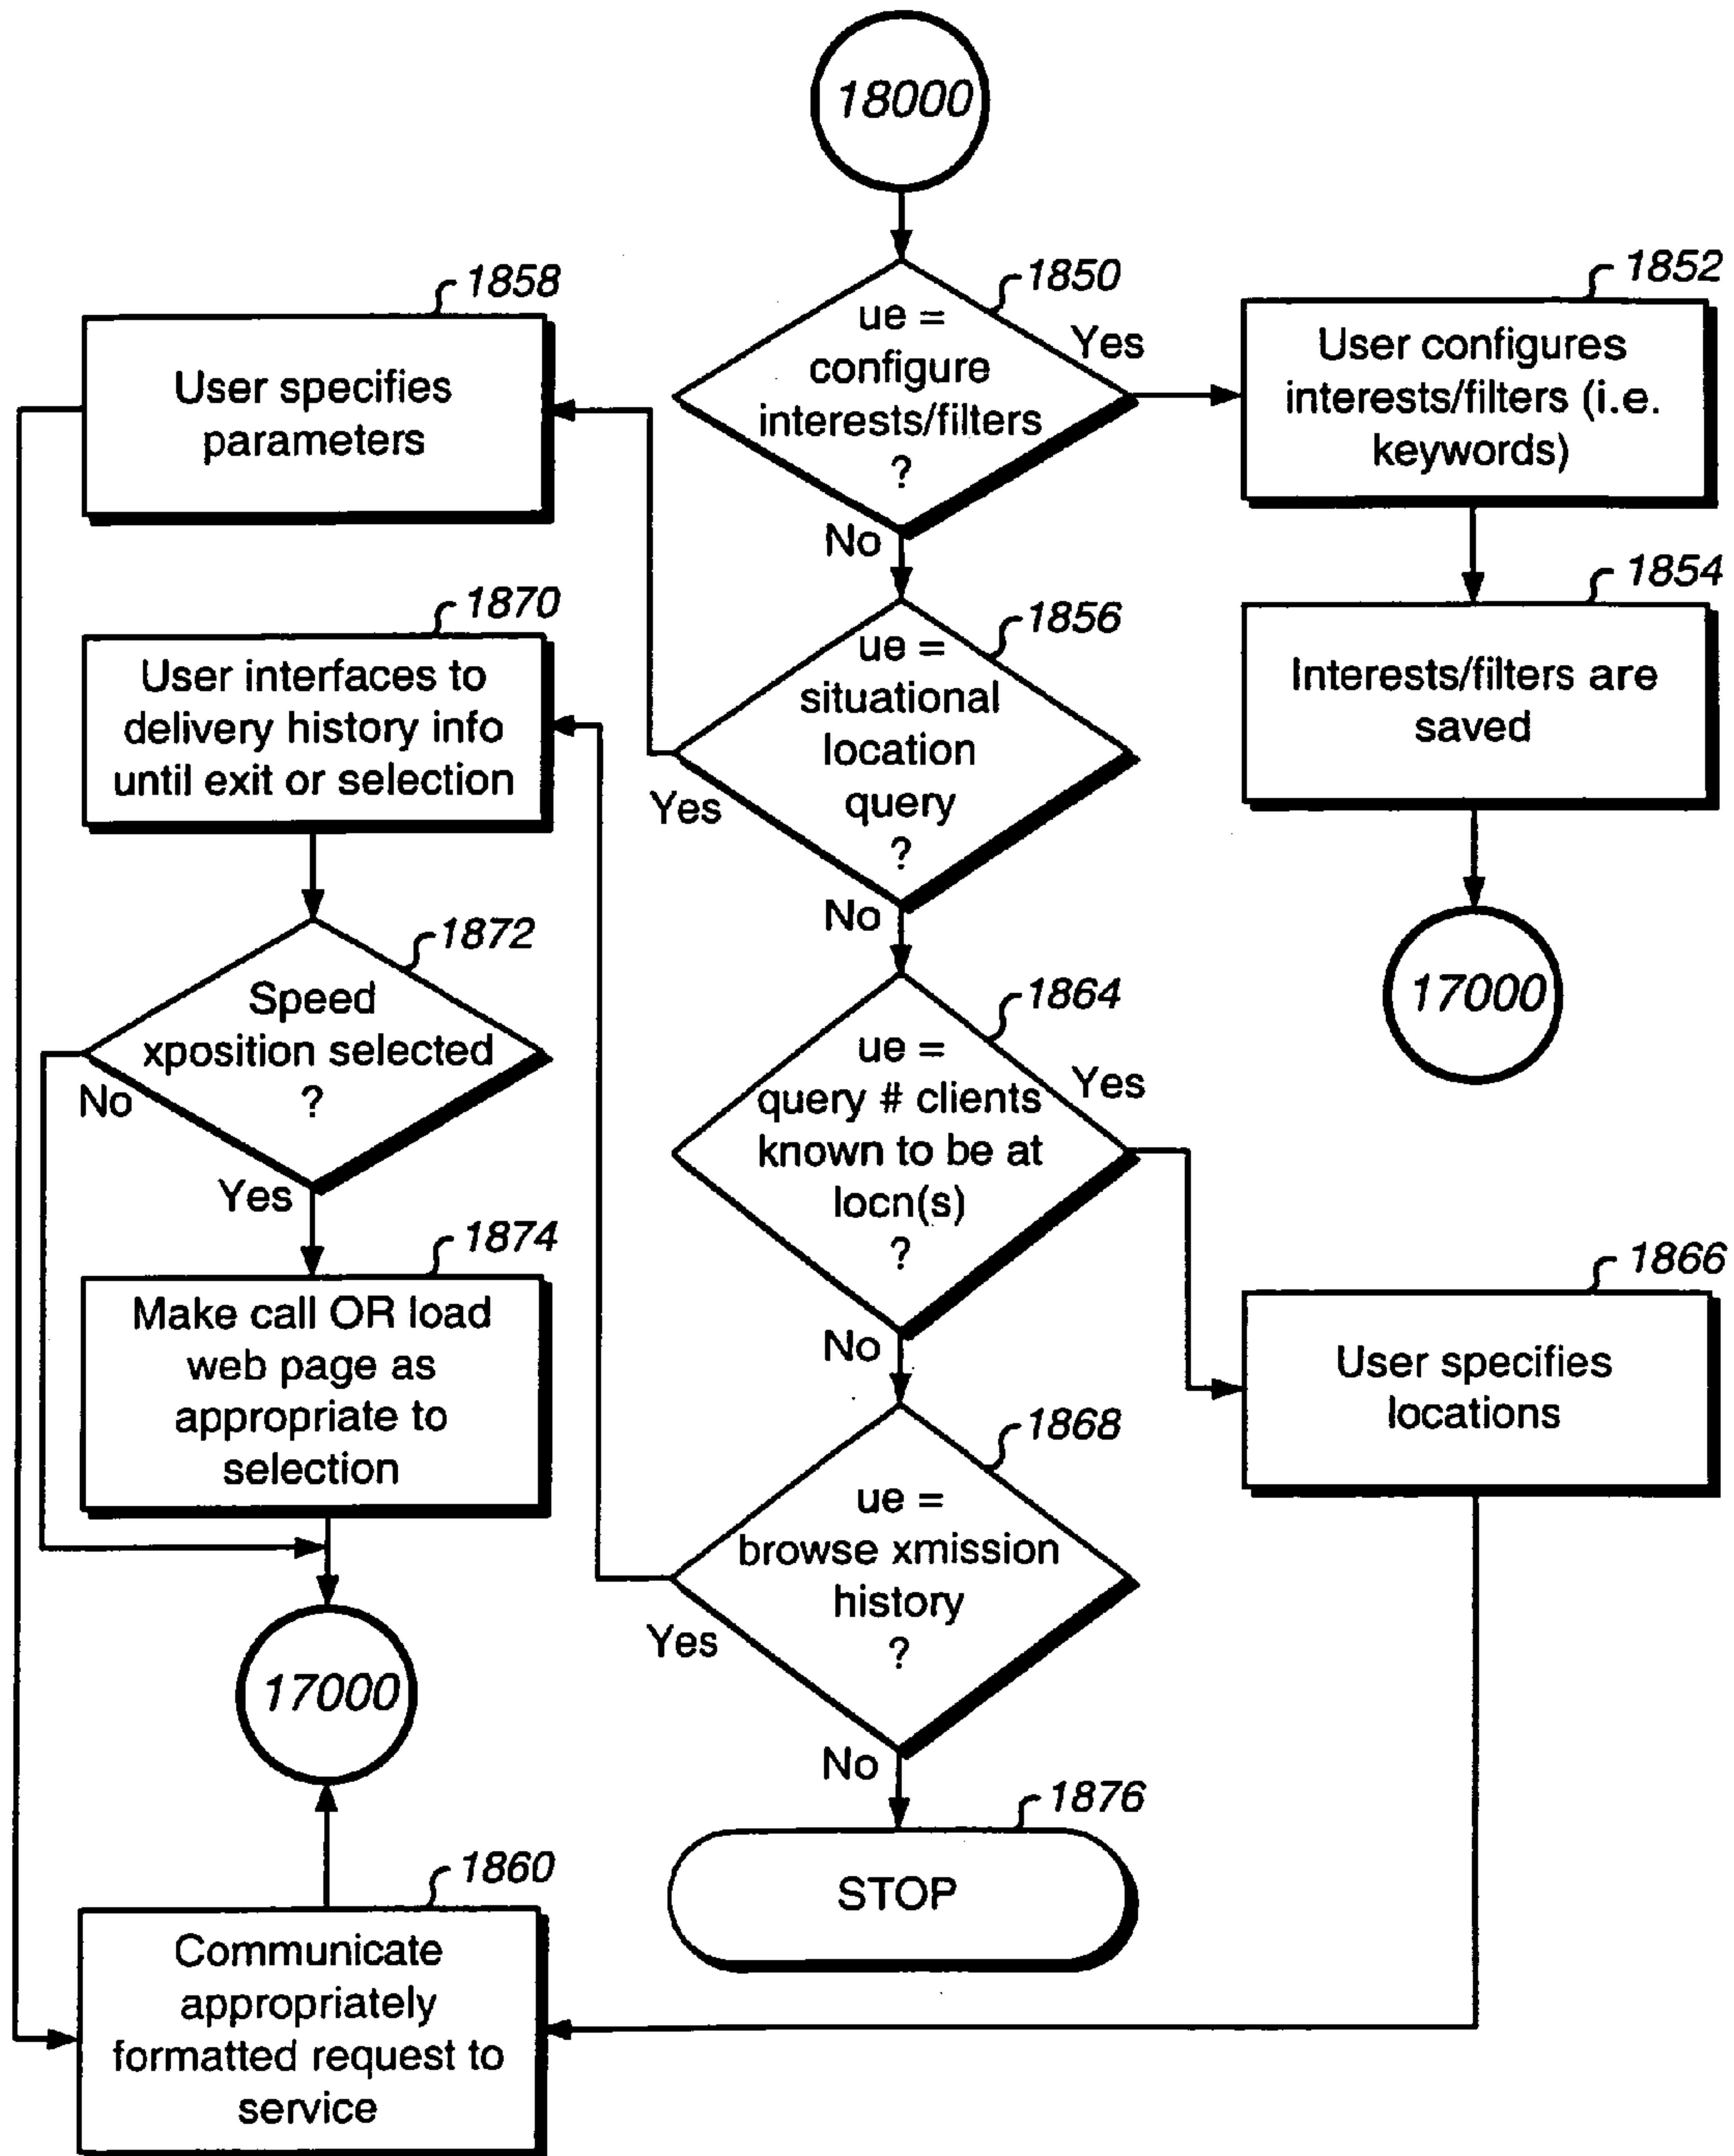 18000
1850
ue =
configure
interests/filters
?
Yes
No
1852
User configures
interests/filters (i.e.
keywords)
1854
Interests/filters are
saved
17000
1856
ue =
situational
location
query
?
Yes
No
1858
User specifies
parameters
1864
ue =
query # clients
known to be at
locn(s)
?
Yes
No
1866
User specifies
locations
1868
ue =
browse xmission
history
?
Yes
No
1870
User interfaces to
delivery history info
until exit or selection
1872
Speed
xposition selected
?
No
Yes
1874
Make call OR load
web page as
appropriate to
selection
17000
1860
Communicate
appropriately
formatted request to
service
1876
STOP